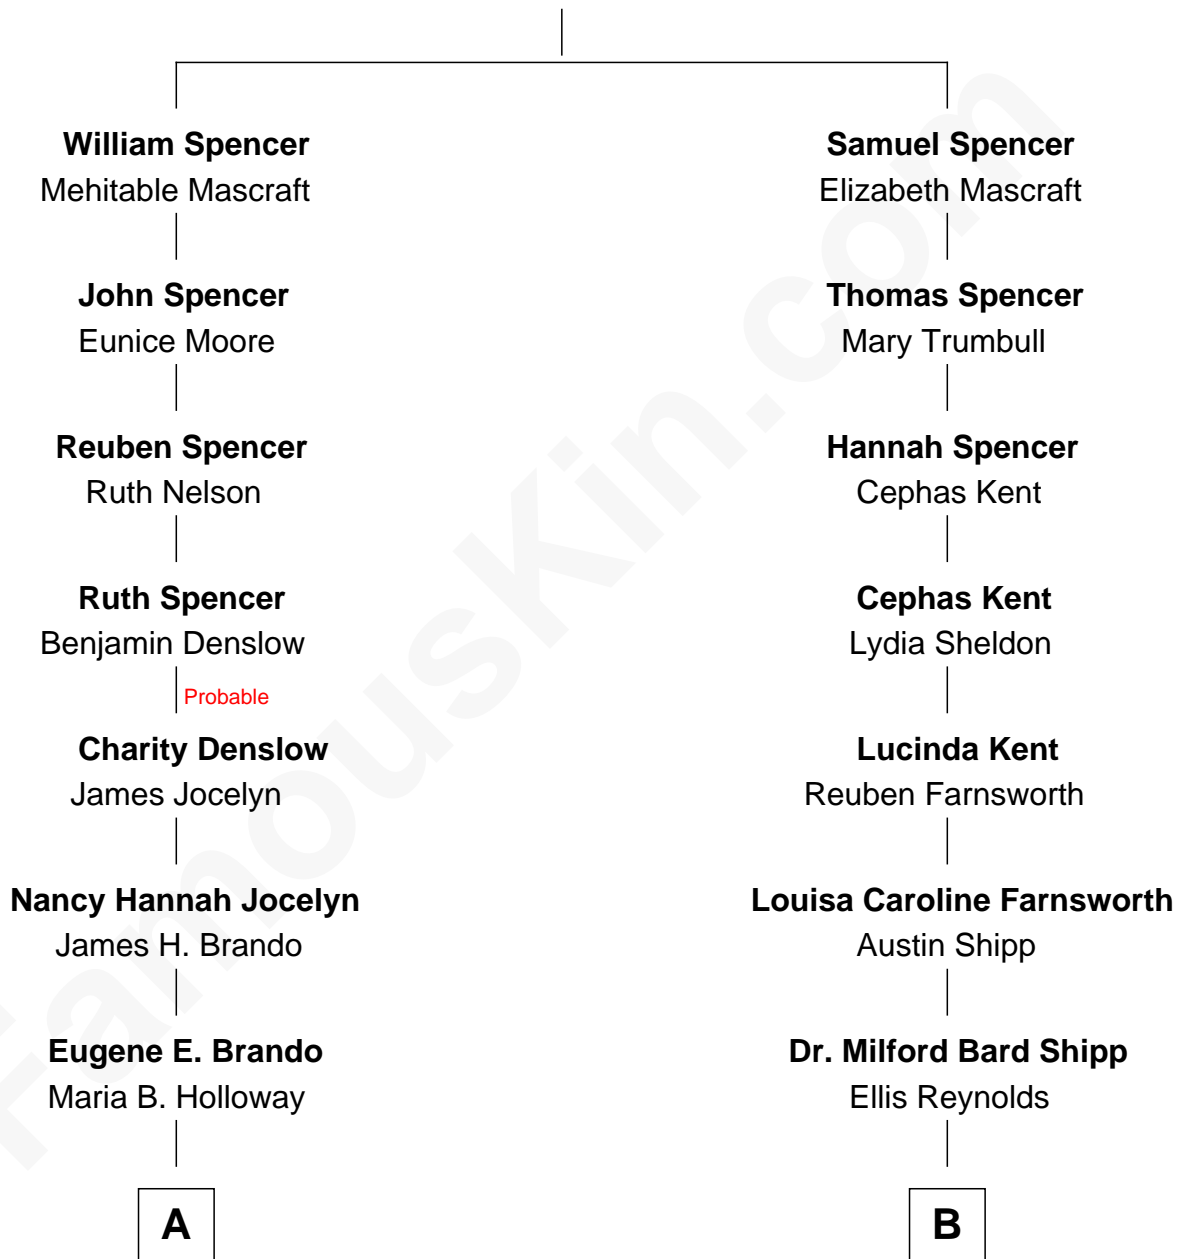 William Spencer
Mehitable Mascraft
Samuel Spencer
Elizabeth Mascraft
John Spencer
Eunice Moore
Thomas Spencer
Mary Trumbull
Reuben Spencer
Ruth Nelson
Hannah Spencer
Cephas Kent
Ruth Spencer
Benjamin Denslow
Cephas Kent
Lydia Sheldon
Probable
Charity Denslow
James Jocelyn
Lucinda Kent
Reuben Farnsworth
Nancy Hannah Jocelyn
James H. Brando
Louisa Caroline Farnsworth
Austin Shipp
Eugene E. Brando
Maria B. Holloway
Dr. Milford Bard Shipp
Ellis Reynolds
A
B
FamousKin.com